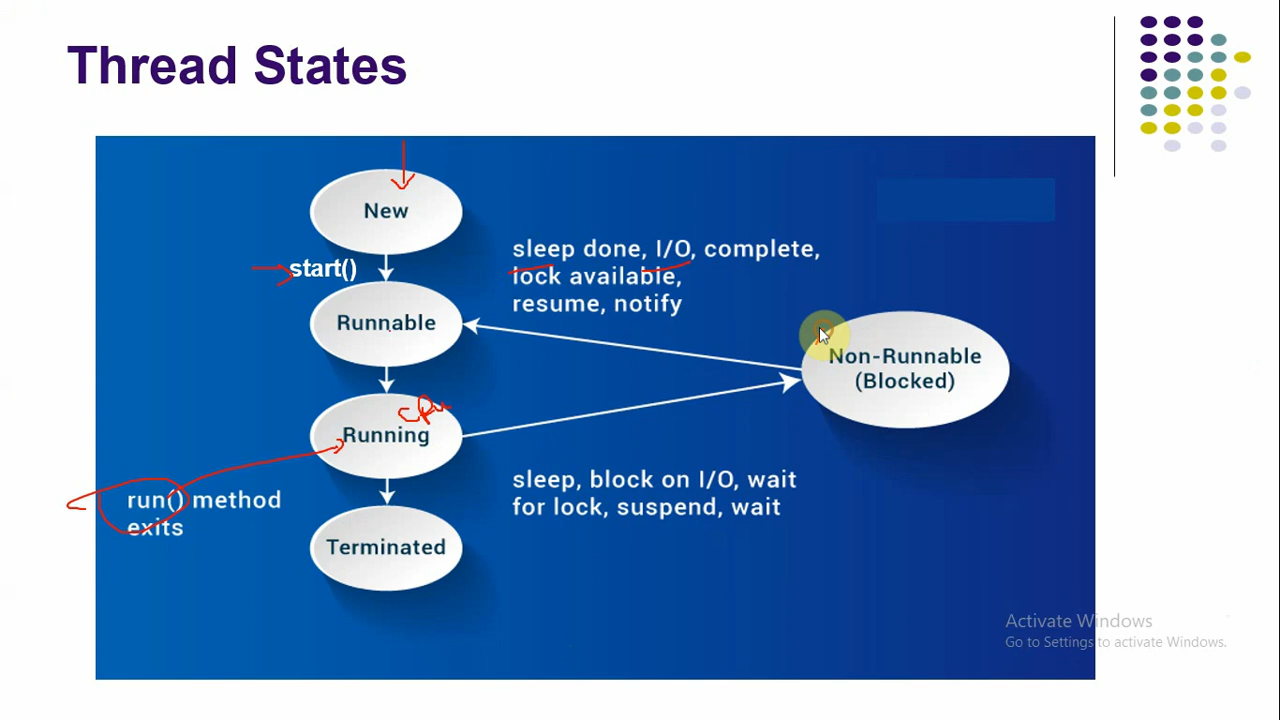 Thread States
New
start()
sleep done, I/O, complete,
lock available,
resume, notify
Runnable
Non-Runnable
(Blocked)
CPU
Running
sleep, block on I/O, wait
for lock, suspend, wait
run() method
exits
Terminated
Activate Windows
Go to Settings to activate Windows.